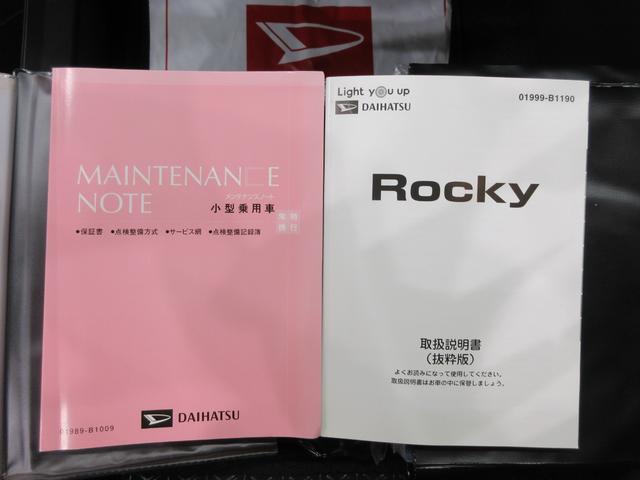 MAINTENANCE
NOTE
メンテナンスノート
小型乗用車
常時
携行
●保証書 ●点検整備方式 ●サービス網 ●点検整備記録簿
DAIHATSU
01989-B1009
Light you up
DAIHATSU
01999-B1190
Rocky
取扱説明書
（抜粋版）
よくお読みになって使用してください。
取扱説明書はお車の中に保管しましょう。